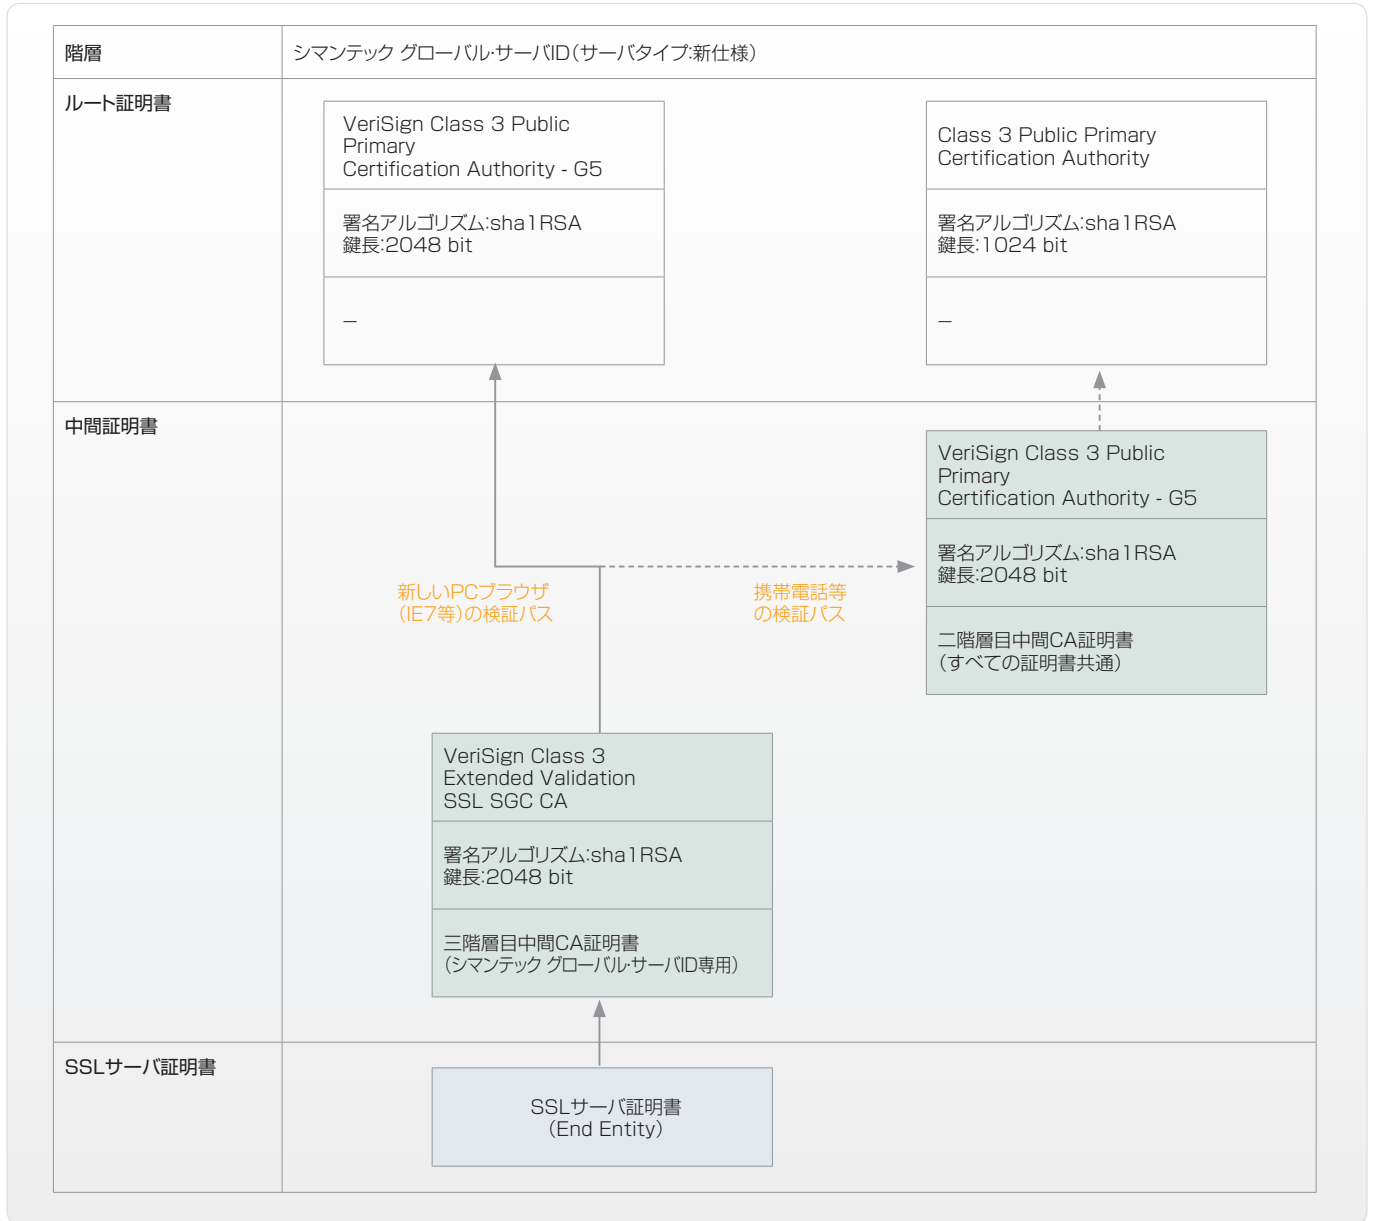 階層
シマンテック グローバル・サーバID（サーバタイプ:新仕様）
ルート証明書
VeriSign Class 3 Public
Primary
Certification Authority - G5
署名アルゴリズム:sha1RSA
鍵長:2048 bit
－
Class 3 Public Primary
Certification Authority
署名アルゴリズム:sha1RSA
鍵長:1024 bit
－
中間証明書
VeriSign Class 3 Public
Primary
Certification Authority - G5
署名アルゴリズム:sha1RSA
鍵長:2048 bit
二階層目中間CA証明書
（すべての証明書共通）
新しいPCブラウザ
（IE7等）の検証パス
携帯電話等
の検証パス
VeriSign Class 3
Extended Validation
SSL SGC CA
署名アルゴリズム:sha1RSA
鍵長:2048 bit
三階層目中間CA証明書
（シマンテック グローバル・サーバID専用）
SSLサーバ証明書
SSLサーバ証明書
（End Entity）